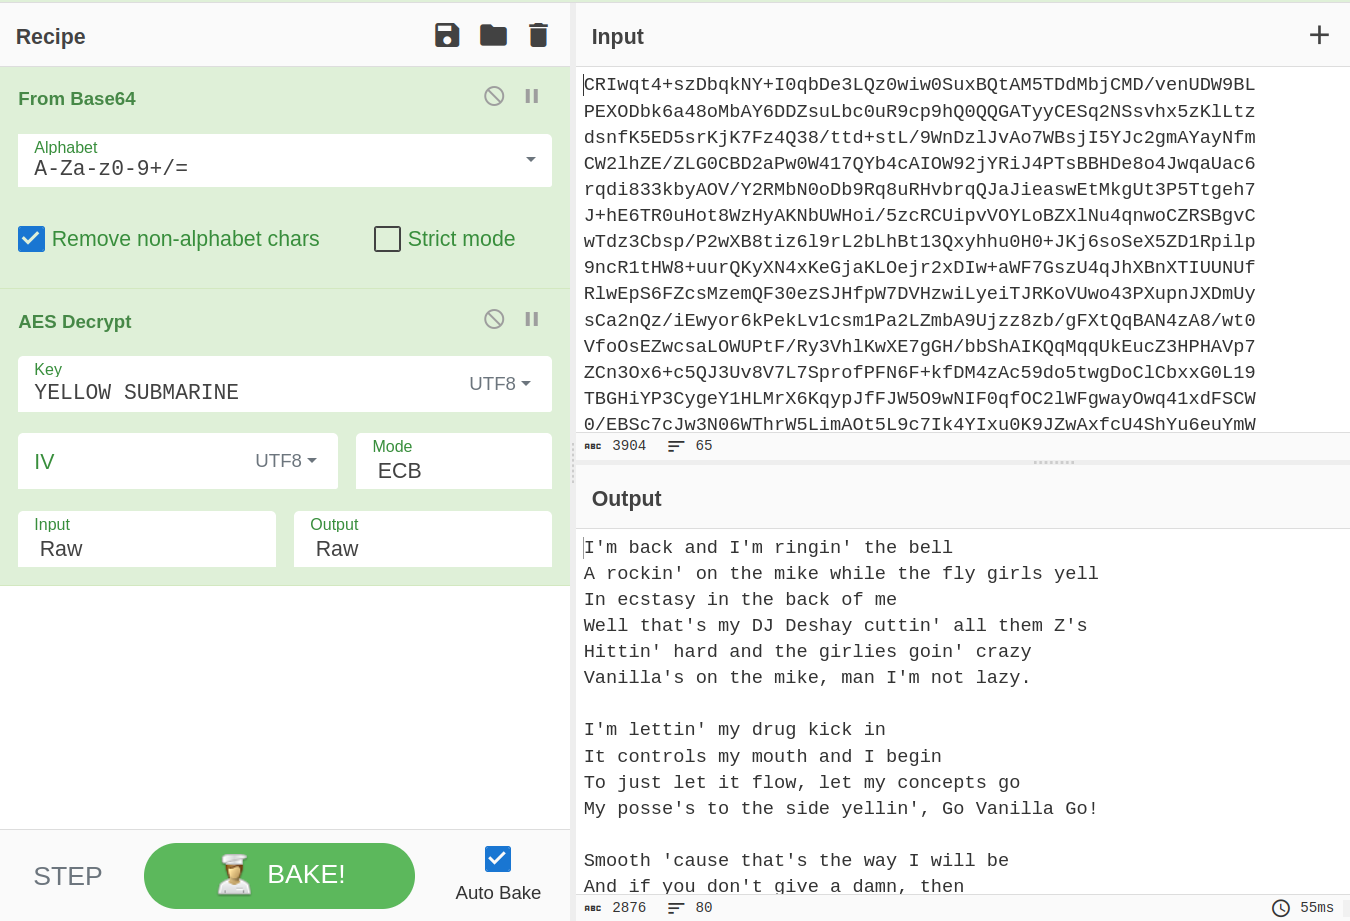 Recipe
From Base64
Alphabet
A-Za-z0-9+/=
Remove non-alphabet chars
Strict mode
AES Decrypt
Key
YELLOW SUBMARINE
UTF8
IV
UTF8
Mode
ECB
Input
Raw
Output
Raw
STEP
BAKE!
Auto Bake
Input
CRIwqt4+szDbqkNY+I0qbDe3LQz0wiw0SuxBQtAM5TDdMbjCMD/venUDW9BL
PEXODbk6a48oMbAY6DDZsuLbc0uR9cp9hQ0QQGATyyCESq2NSsvhx5zKlLtz
dsnfK5ED5srKjK7Fz4Q38/ttd+stL/9WnDzlJvAo7WBsjI5YJc2gmAYayNfm
CW2lhZE/ZLG0CBD2aPw0W417QYb4cAIOW92jYRiJ4PTsBBHDe8o4JwqaUac6
rqdi833kbyAOV/Y2RMbN0oDb9Rq8uRHvbrqQJaJieaswEtMkgUt3P5Ttgeh7
J+hE6TR0uHot8WzHyAKNbUWHoi/5zcRCUipvVOYLoBZXlNu4qnwoCZRSBgvC
wTdz3Cbsp/P2wXB8tiz6l9rL2bLhBt13Qxyhhu0H0+JKj6soSeX5ZD1Rpilp
9ncR1tHW8+uurQKyXN4xKeGjaKLOejr2xDIw+aWF7GszU4qJhXBnXTIUUNUf
RlwEpS6FZcsMzemQF30ezSJHfpW7DVHzwiLyeiTJRKoVUwo43PXupnJXDmUy
sCa2nQz/iEwyor6kPekLv1csm1Pa2LZmbA9Ujzz8zb/gFXtQqBAN4zA8/wt0
VfoOsEZwcsaLOWUPtF/Ry3VhlKwXE7gGH/bbShAIKQqMqqUkEucZ3HPHAVp7
ZCn3Ox6+c5QJ3Uv8V7L7SprofPFN6F+kfDM4zAc59do5twgDoClCbxxG0L19
TBGHiYP3CygeY1HLMrX6KqypJfFJW5O9wNIF0qfOC2lWFgwayOwq41xdFSCW
0/EBSc7cJw3N06WThrW5LimAOt5L9c7Ik4YIxu0K9JZwAxfcU4ShYu6euYmW
ABC 3904 65
Output
I'm back and I'm ringin' the bell
A rockin' on the mike while the fly girls yell
In ecstasy in the back of me
Well that's my DJ Deshay cuttin' all them Z's
Hittin' hard and the girlies goin' crazy
Vanilla's on the mike, man I'm not lazy.
I'm lettin' my drug kick in
It controls my mouth and I begin
To just let it flow, let my concepts go
My posse's to the side yellin', Go Vanilla Go!
Smooth 'cause that's the way I will be
And if you don't give a damn, then
ABC 2876 80
55ms